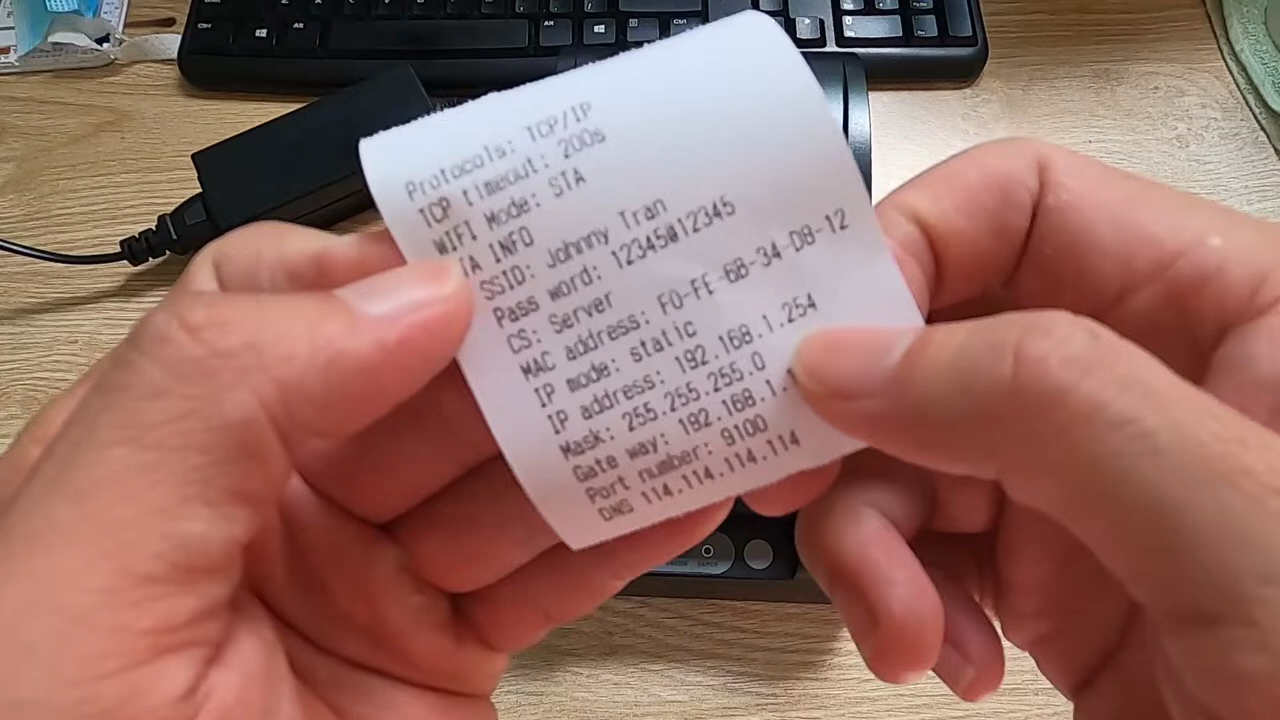 Protocols: TCP/IP
TCP timeout: 200s
WIFI Mode: STA
TA INFO
SSID: Johnny Tran
Pass word: 12345@12345
CS: Server
MAC address: F0-FE-6B-34-D8-12
IP mode: static
IP address: 192.168.1.254
Mask: 255.255.255.0
Gate way: 192.168.1.
Port number: 9100
DNS 114.114.114.114